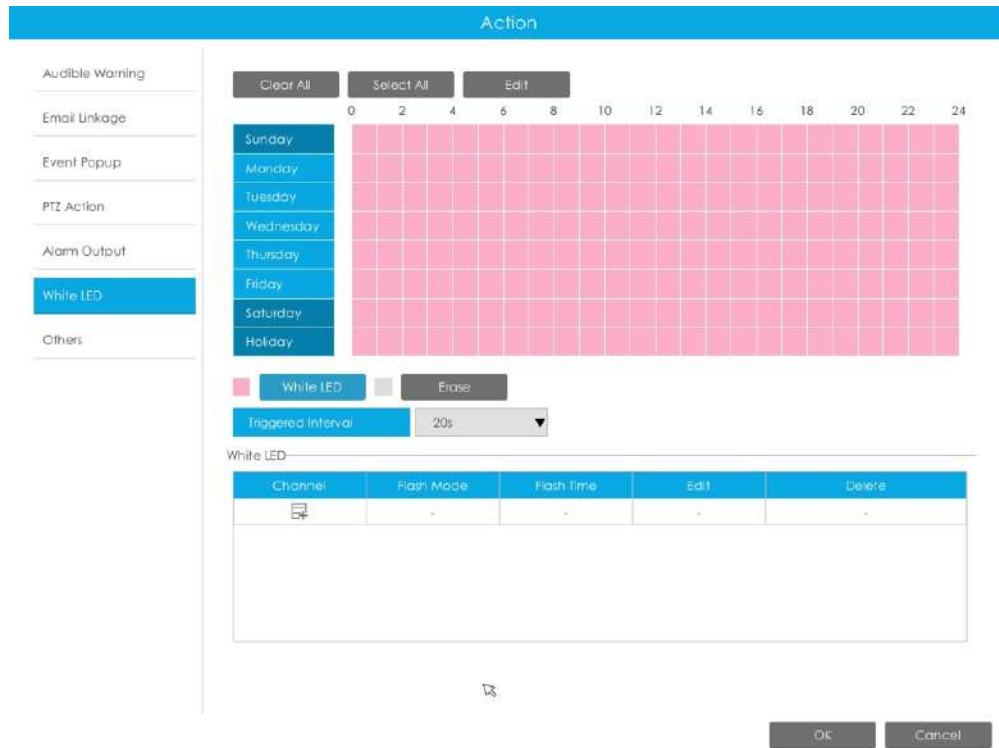 Action
Audible Warning
Email Linkage
Event Popup
PTZ Action
Alarm Output
White LED
Others
Clear All Select All Edit
0 2 4 6 8 10 12 14 16 18 20 22 24
Sunday
Monday
Tuesday
Wednesday
Thursday
Friday
Saturday
Holiday
White LED Erase
Triggered Interval 20s
White LED
Channel Flash Mode Flash Time Edit Delete
- - - -
OK Cancel